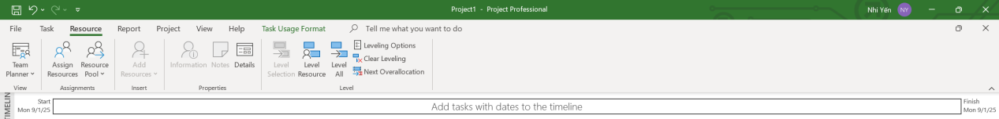 Project1 - Project Professional
Nhi Yến NY
File Task Resource Report Project View Help Task Usage Format Tell me what you want to do
Team Planner
Assign Resources
Resource Pool
Add Resources
Information
Notes
Details
Level Selection
Level Resource
Level All
Leveling Options
Clear Leveling
Next Overallocation
View Assignments Insert Properties Level
TIMELIN
Start
Mon 9/1/25
Add tasks with dates to the timeline
Finish
Mon 9/1/25